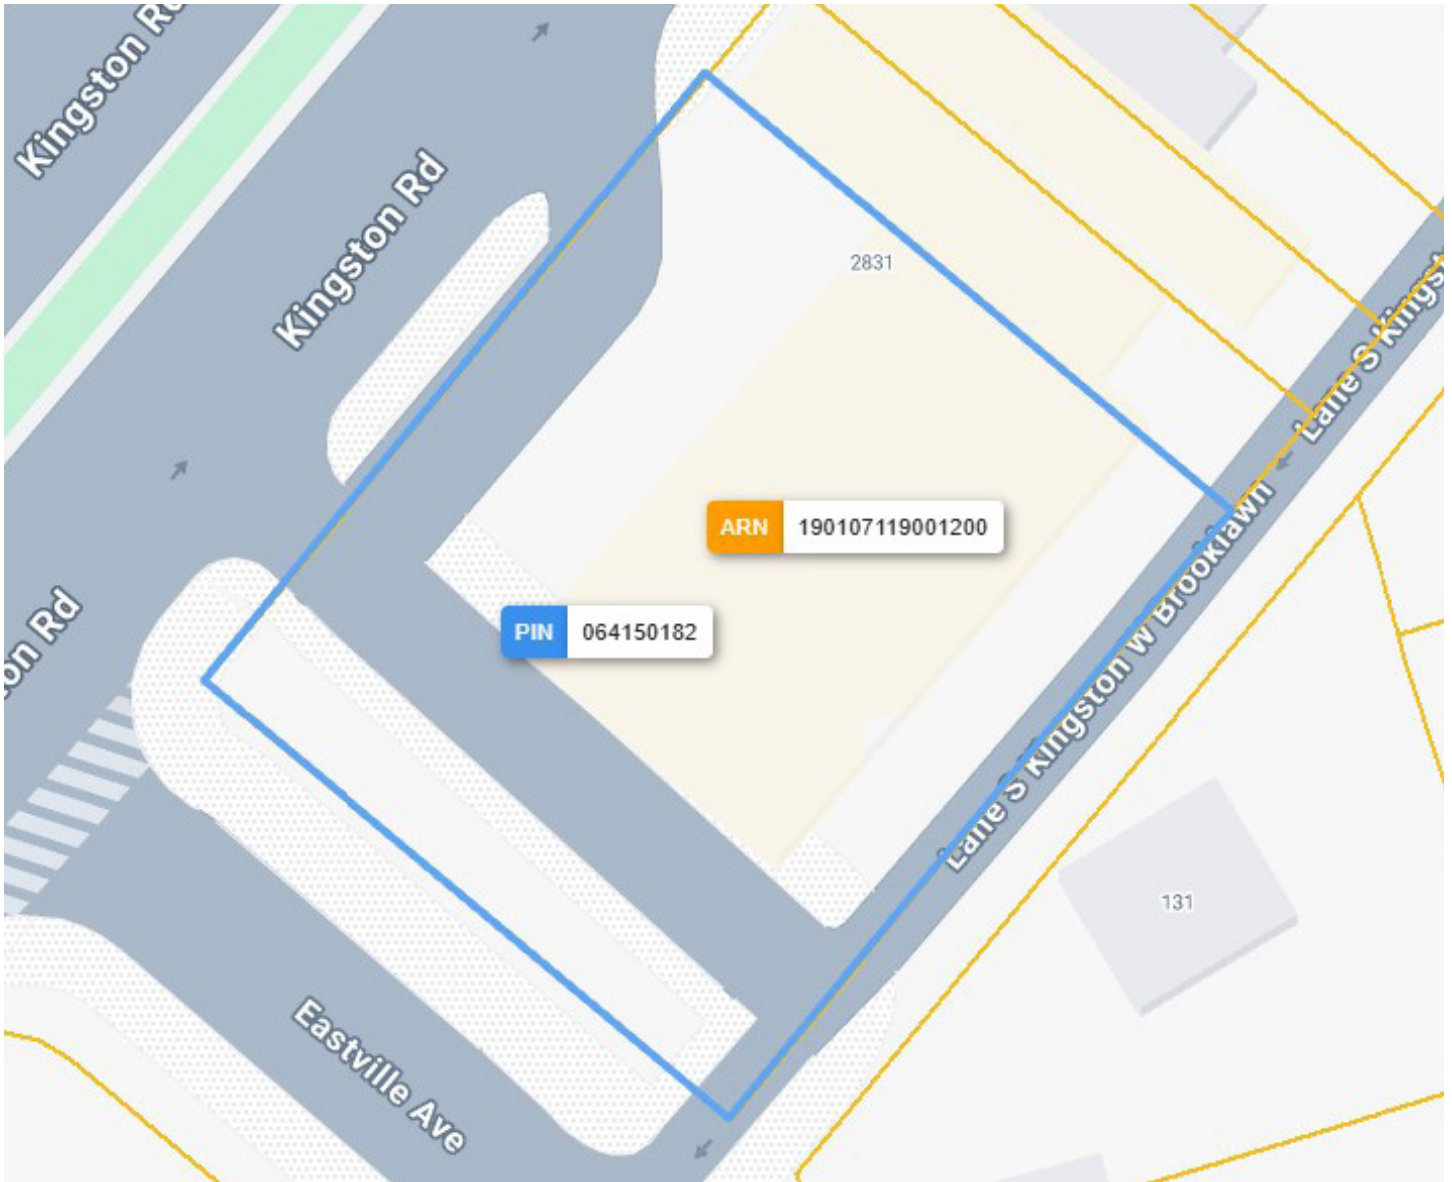 Kingston Rd
Kingston Rd
2831
Lane S Kingst
ARN 190107119001200
PIN 064150182
on Rd
Lane S Kingston W Brooklawn
131
Eastville Ave